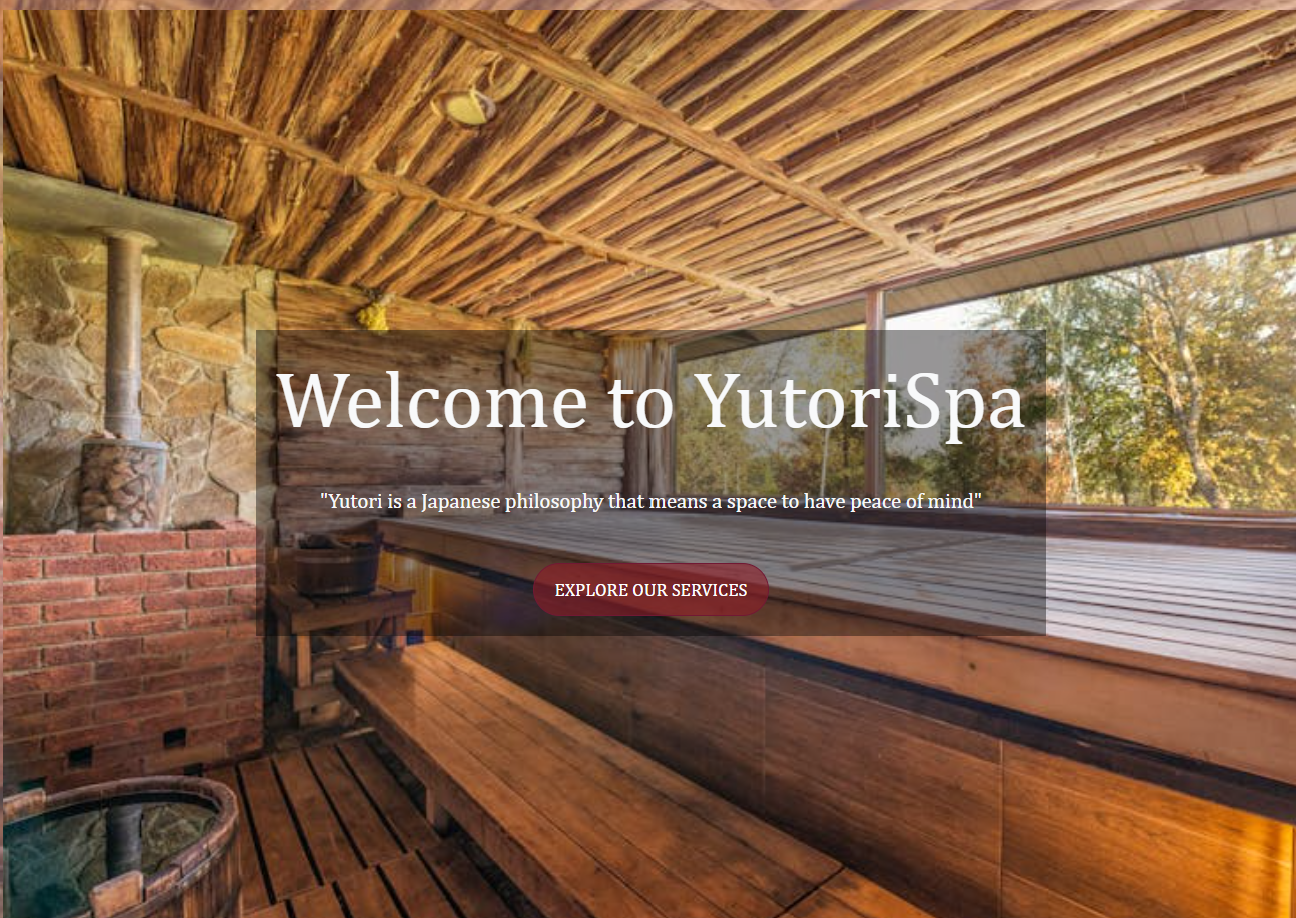 Welcome to YutoriSpa
"Yutori is a Japanese philosophy that means a space to have peace of mind"
EXPLORE OUR SERVICES